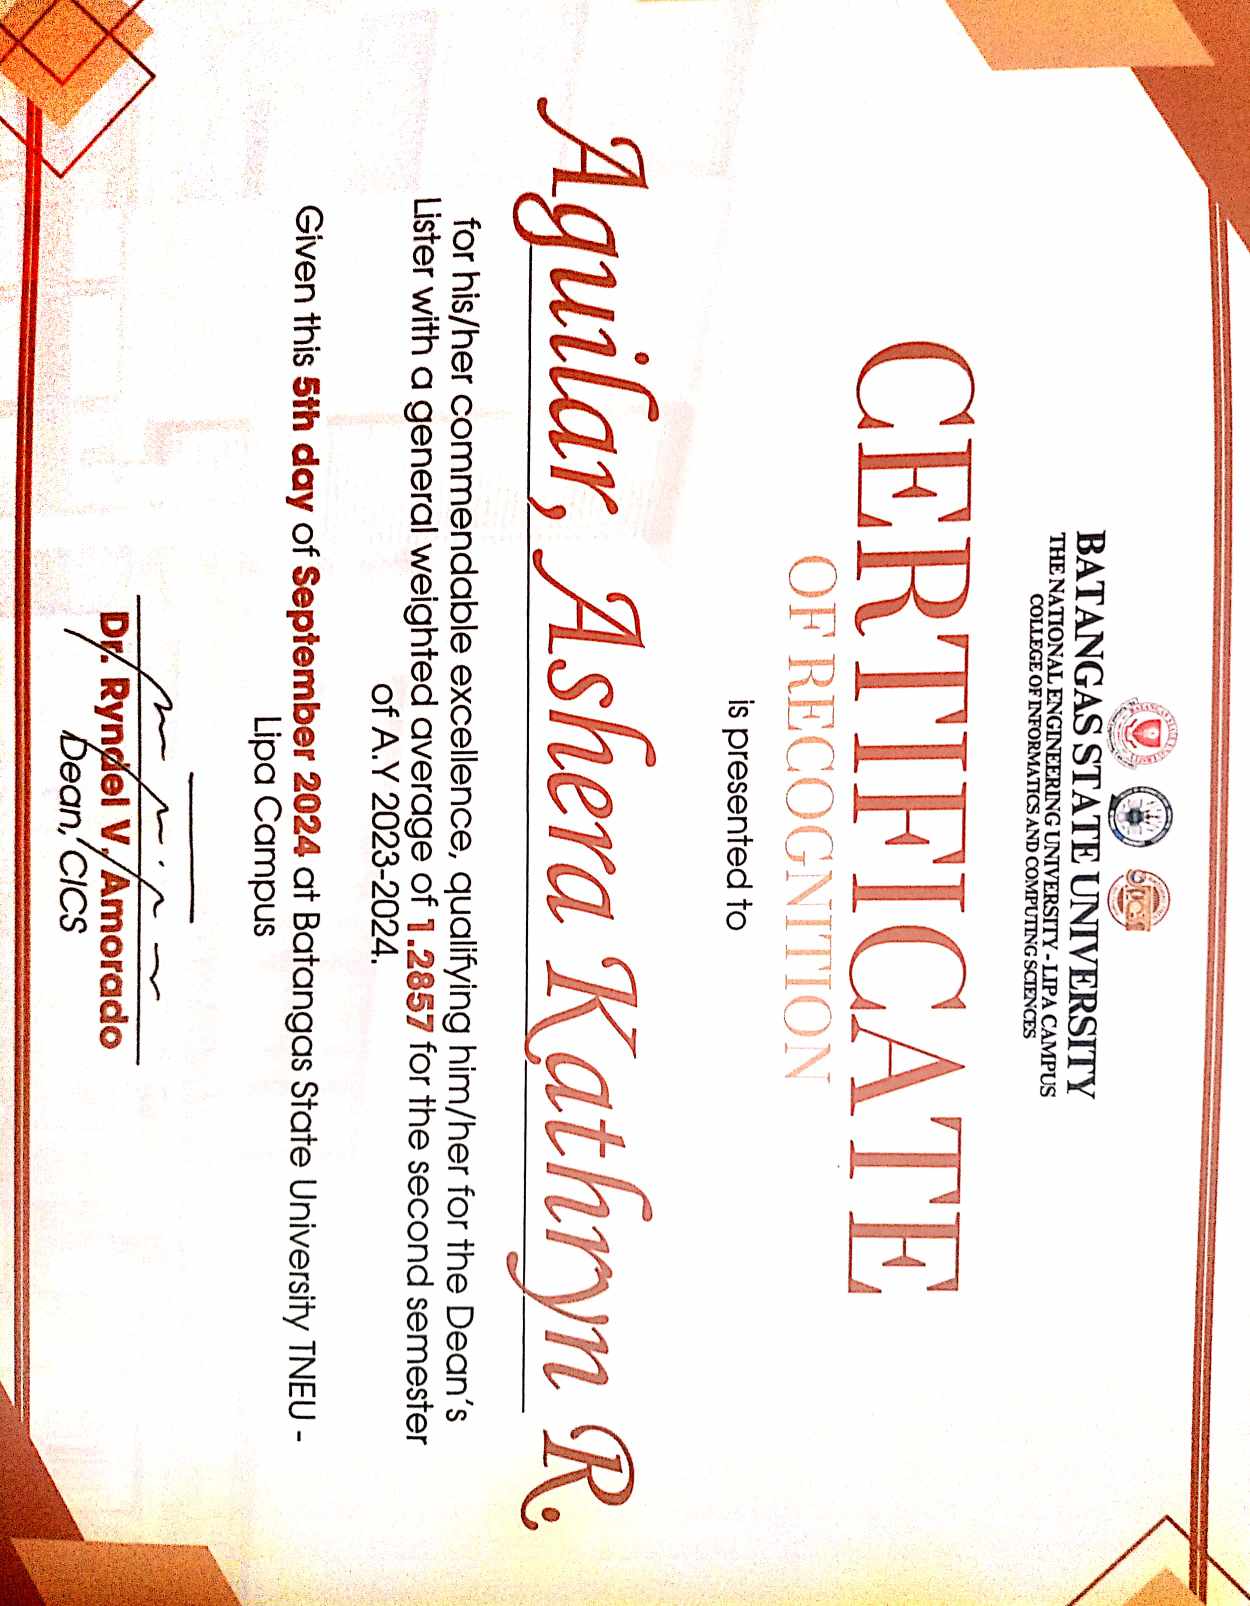 BATANGAS STATE UNIVERSITY
THE NATIONAL ENGINEERING UNIVERSITY - LIPA CAMPUS
COLLEGE OF INFORMATICS AND COMPUTING SCIENCES
CERTIFICATE
OF RECOGNITION
is presented to
Aguilar, Ashera Kathryn R.
for his/her commendable excellence, qualifying him/her for the Dean's
Lister with a general weighted average of 1.2857 for the second semester
of A.Y 2023-2024.
Given this 5th day of September 2024 at Batangas State University TNEU -
Lipa Campus
Dr. Ryndel V. Amorado
Dean, CICS